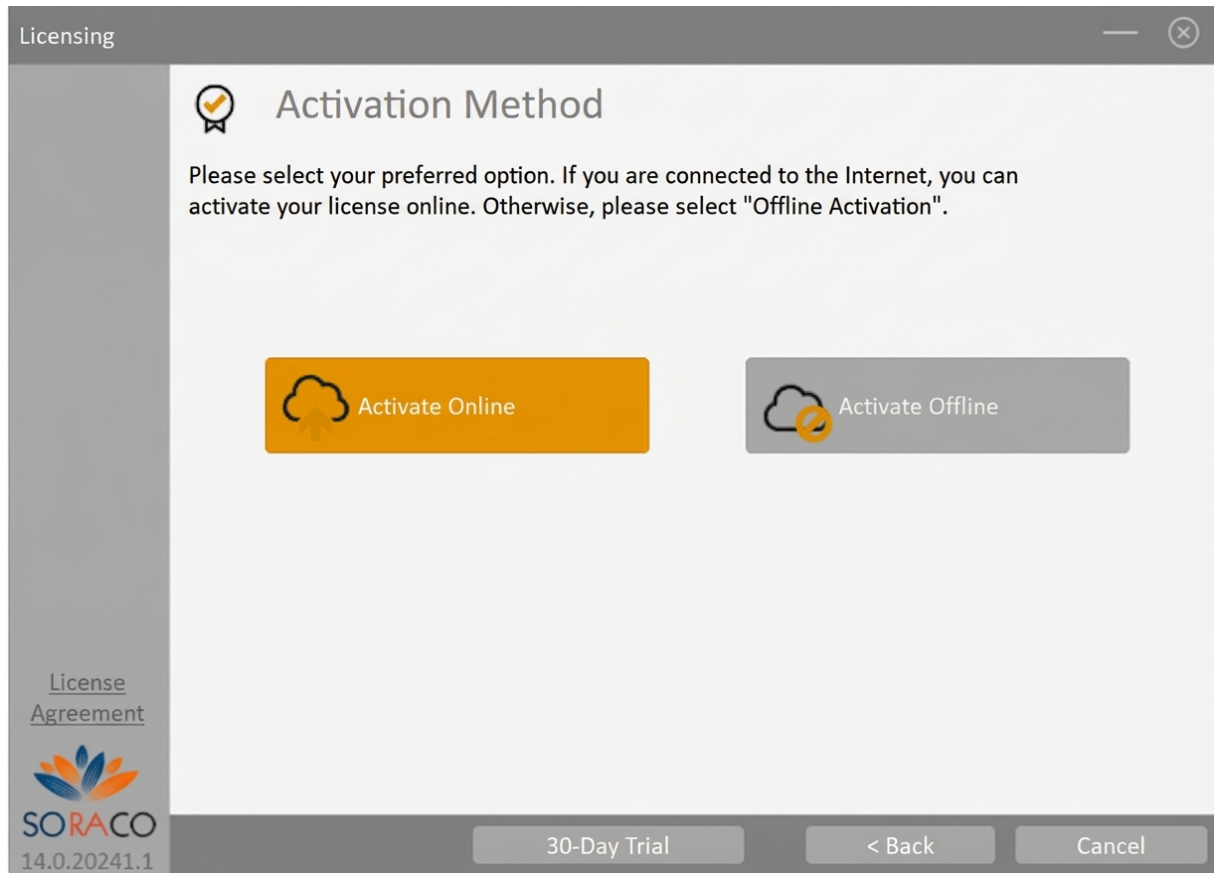 Licensing
Activation Method
Please select your preferred option. If you are connected to the Internet, you can
activate your license online. Otherwise, please select "Offline Activation".
Activate Online
Activate Offline
License
Agreement
SORACO
14.0.20241.1
30-Day Trial
< Back
Cancel